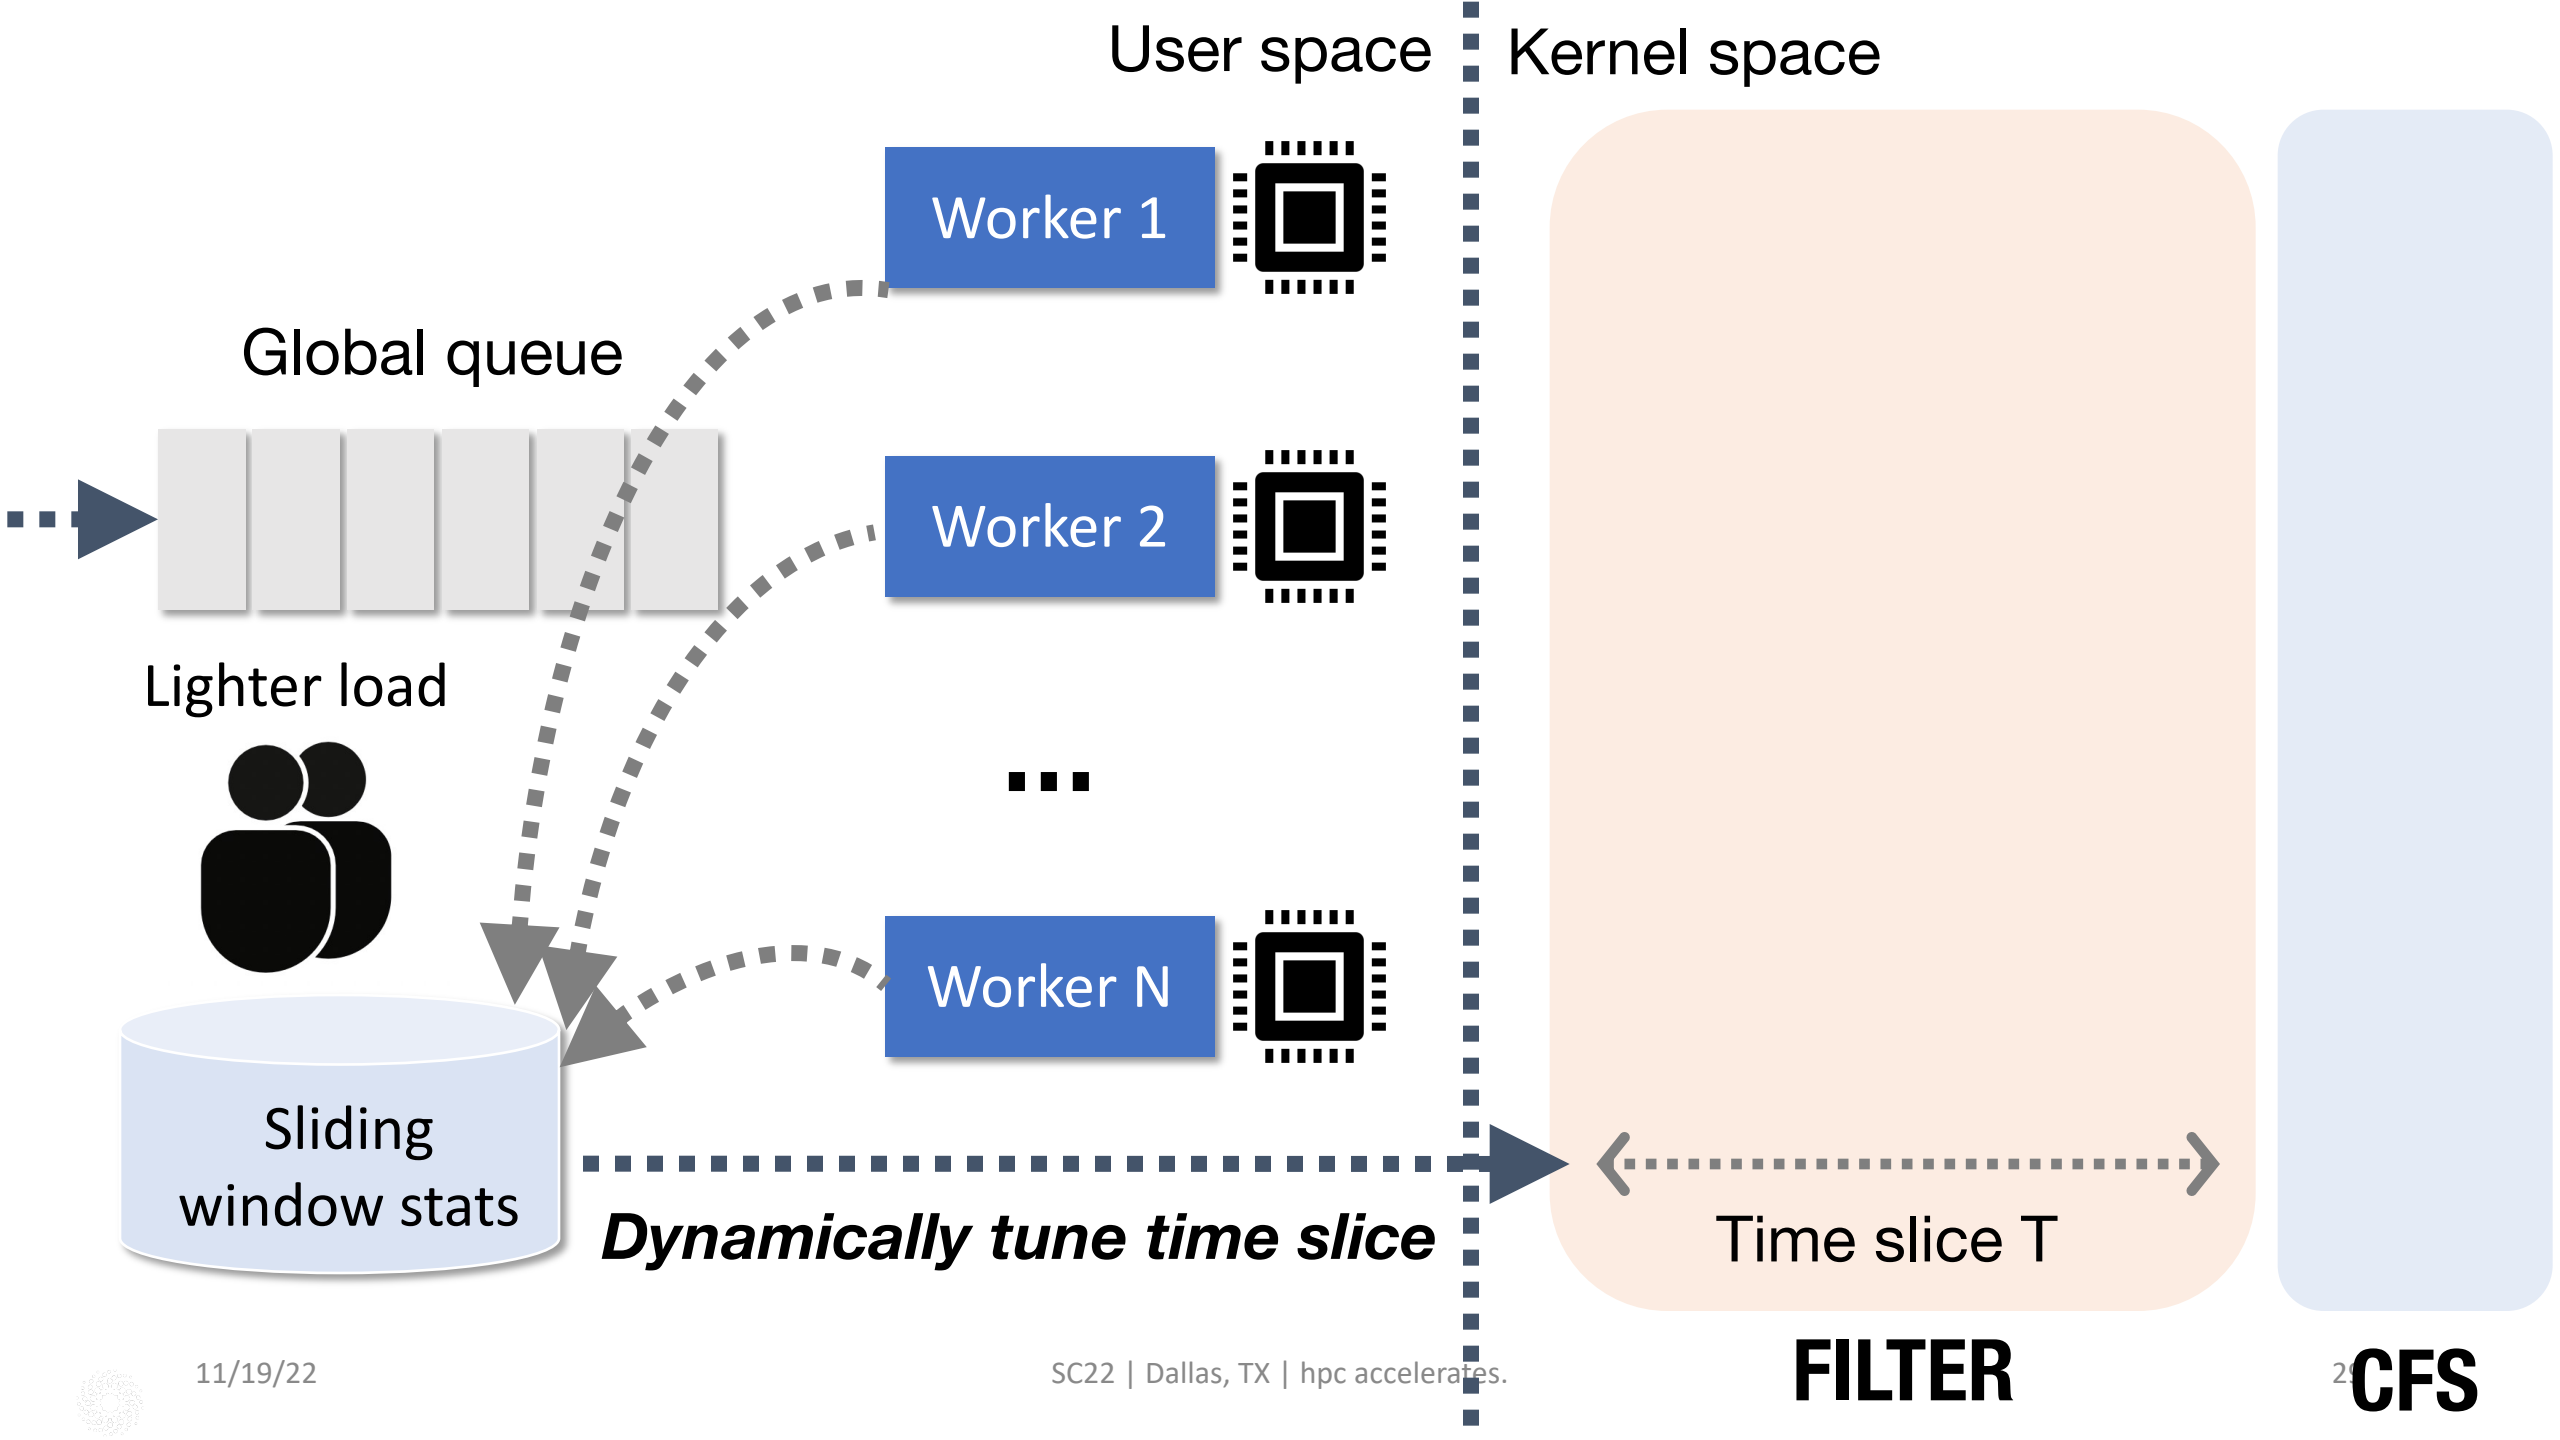 User space
Kernel space
Worker 1
Global queue
Worker 2
Lighter load
...
Worker N
Sliding
window stats
Dynamically tune time slice
Time slice T
FILTER
CFS
11/19/22
SC22 | Dallas, TX | hpc accelerates.